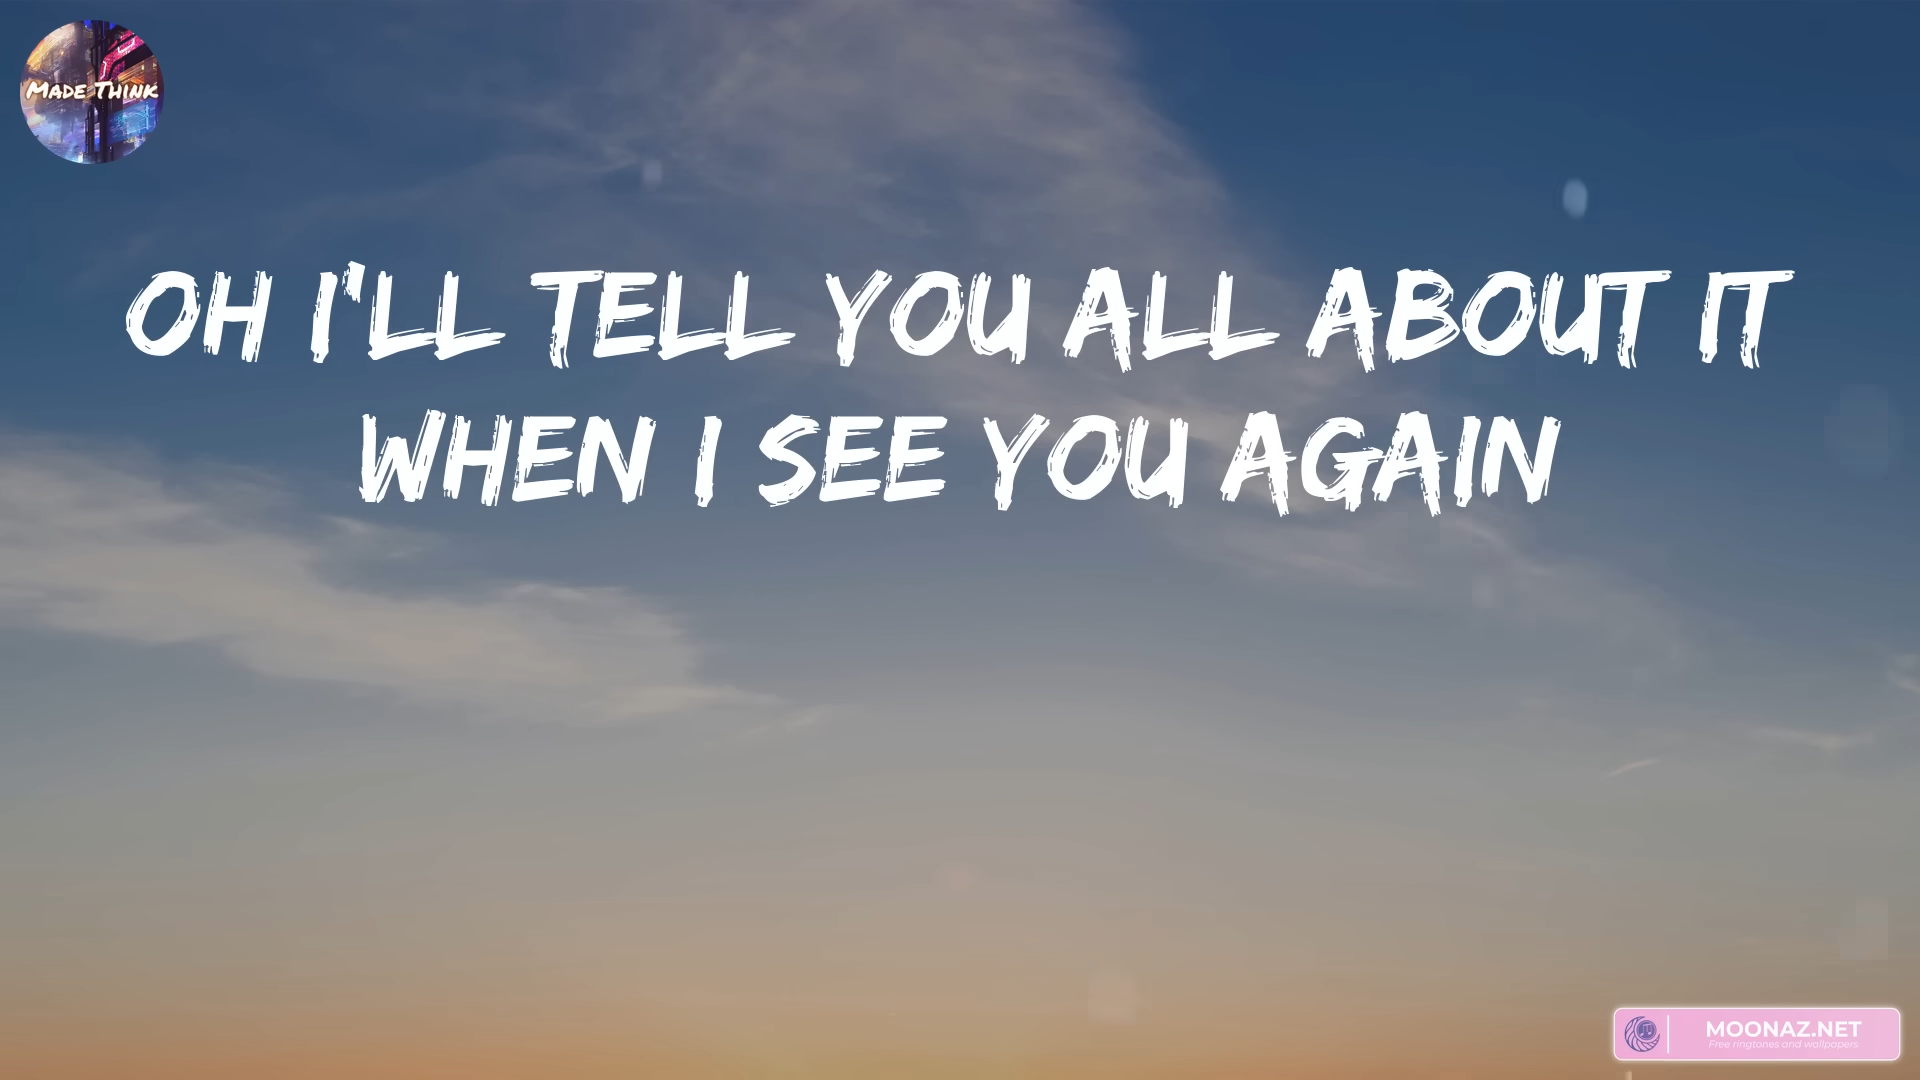 MADE THINK
OH I'LL TELL YOU ALL ABOUT IT
WHEN I SEE YOU AGAIN
MOONAZ.NET
Free ringtones and wallpapers